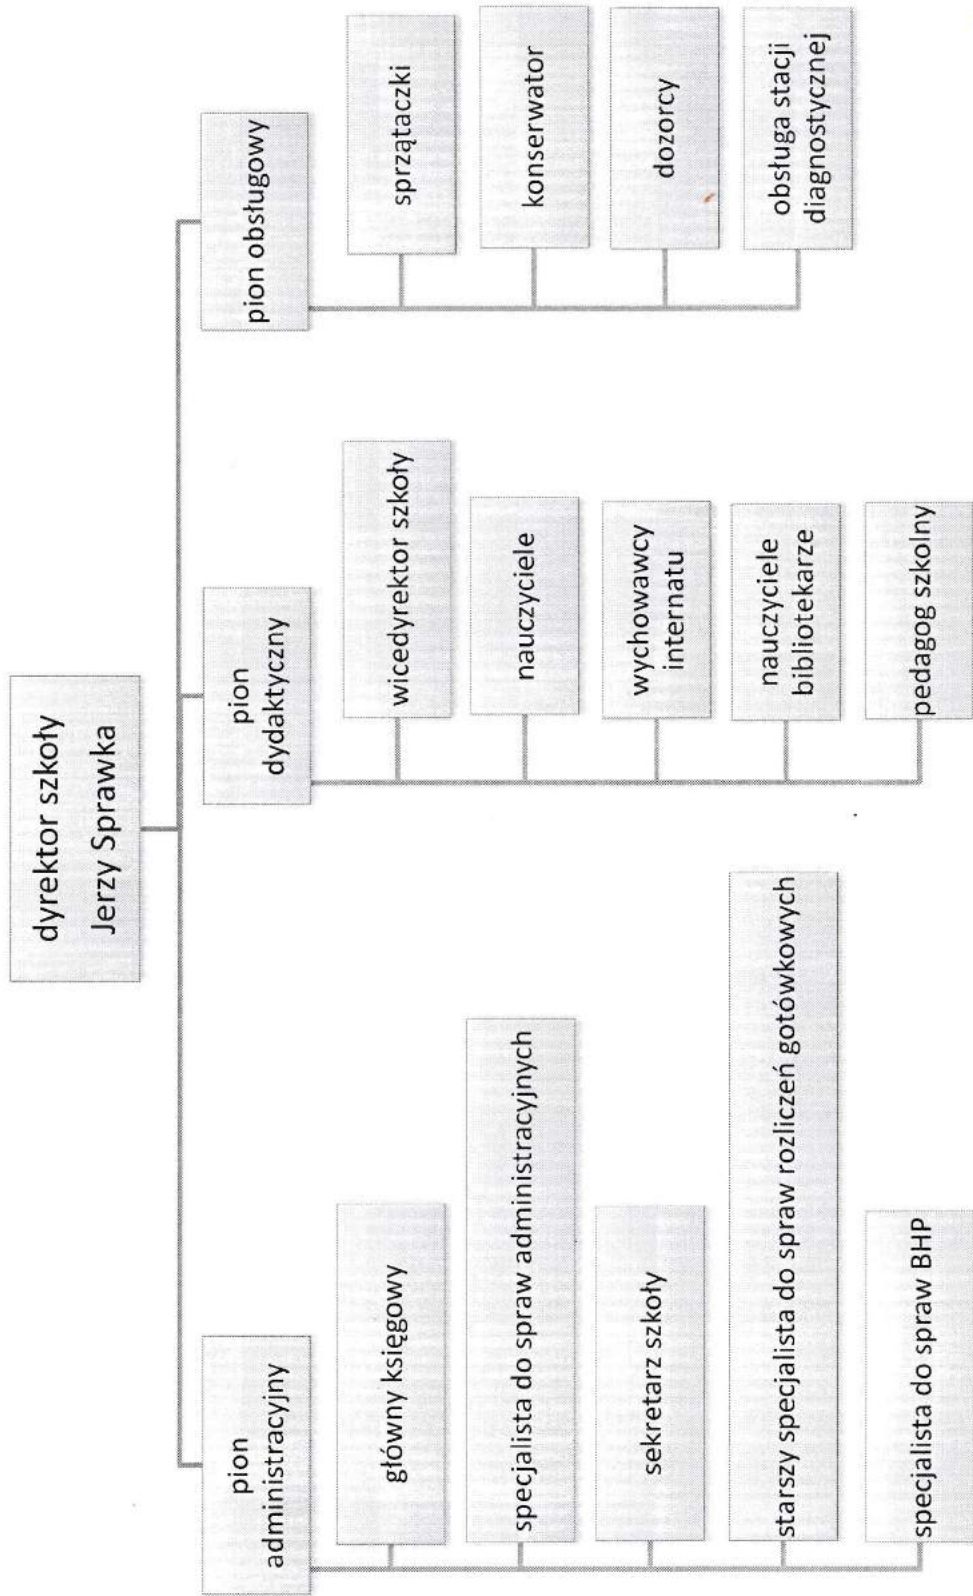 dyrektor szkoły
Jerzy Sprawka
pion
administracyjny
główny księgowy
specjalista do spraw administracyjnych
sekretarz szkoły
starszy specjalista do spraw rozliczeń gotówkowych
specjalista do spraw BHP
pion
dydaktyczny
wicedyrektor szkoły
nauczyciele
wychowawcy
internatu
nauczyciele
bibliotekarze
pedagog szkolny
pion obsługowy
sprzątaczki
konserwator
dozorcy
obsługa stacji
diagnostycznej